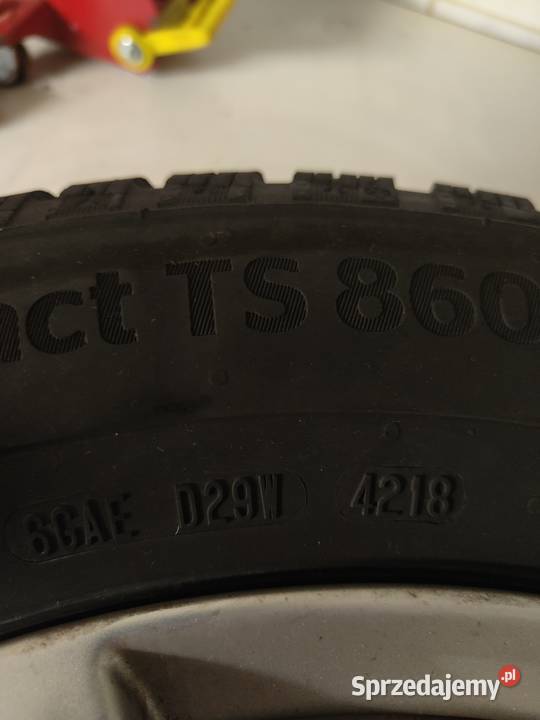 act TS 860
6CAE D29W 4218
Sprzedajemy.pl